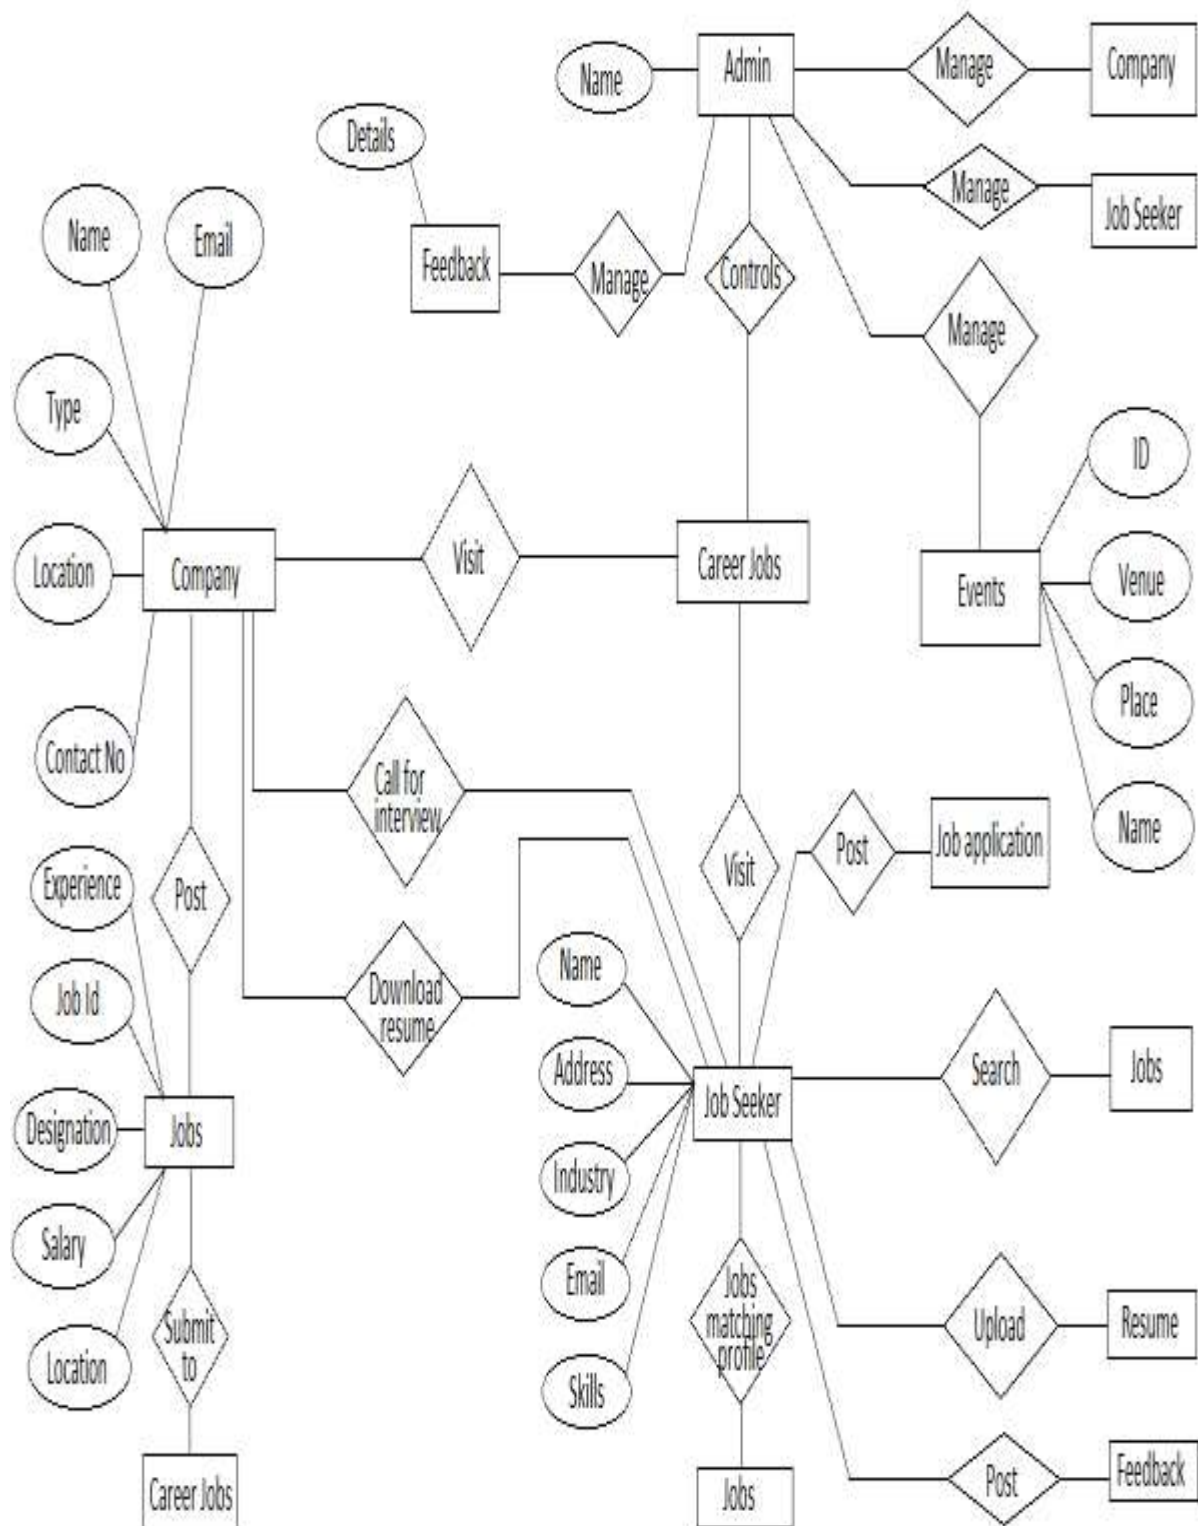 Admin
Manage
Company
Name
Details
Manage
Job Seeker
Name
Email
Feedback
Manage
Controls
Manage
Type
ID
Location
Company
Visit
Career Jobs
Events
Venue
Place
Contact No
Call for
interview
Name
Experience
Post
Visit
Post
Job application
Name
Job Id
Download
resume
Address
Job Seeker
Search
Jobs
Designation
Jobs
Industry
Salary
Email
Jobs
matching
profile
Upload
Resume
Submit
to
Location
Skills
Career Jobs
Jobs
Post
Feedback